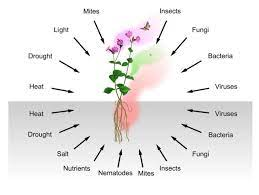 Mites Insects
Light Fungi
Drought Bacteria
Heat Viruses
Heat Viruses
Drought Bacteria
Salt Fungi
Nutrients Nematodes Mites Insects